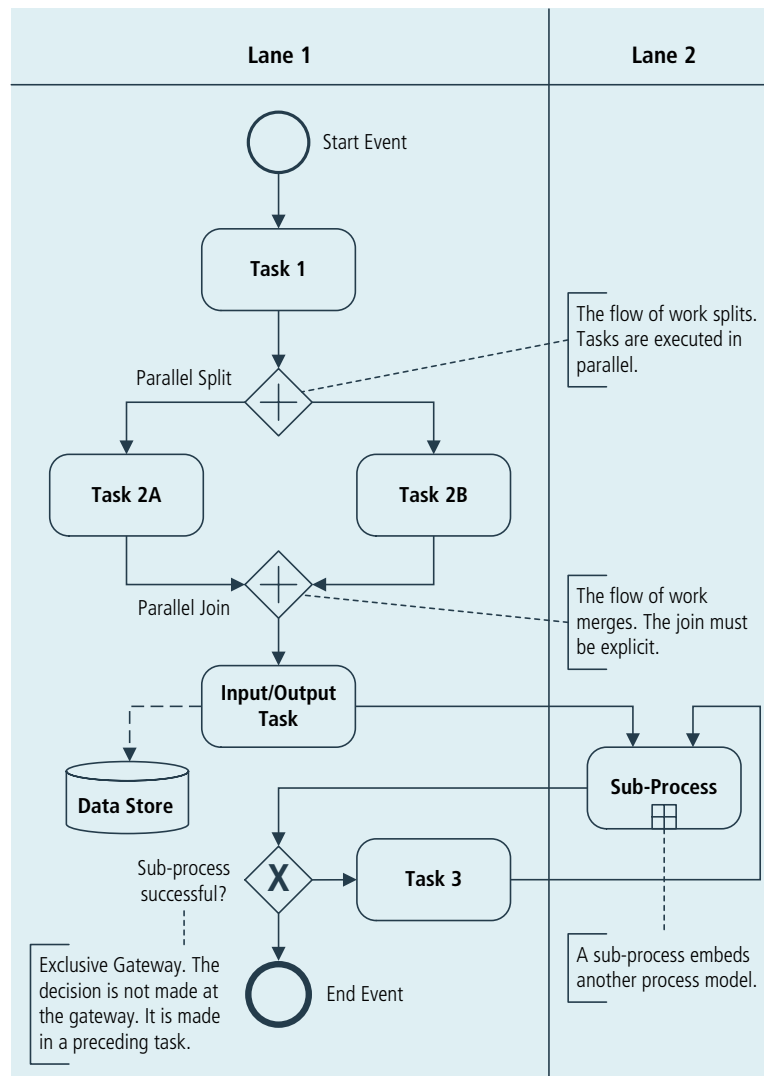 Lane 1
Lane 2
Start Event
Task 1
The flow of work splits.
Tasks are executed in
parallel.
Parallel Split
Task 2A
Task 2B
Parallel Join
The flow of work
merges. The join must
be explicit.
Input/Output
Task
Data Store
Sub-Process
Sub-process
successful?
X
Task 3
Exclusive Gateway. The
decision is not made at
the gateway. It is made
in a preceding task.
End Event
A sub-process embeds
another process model.